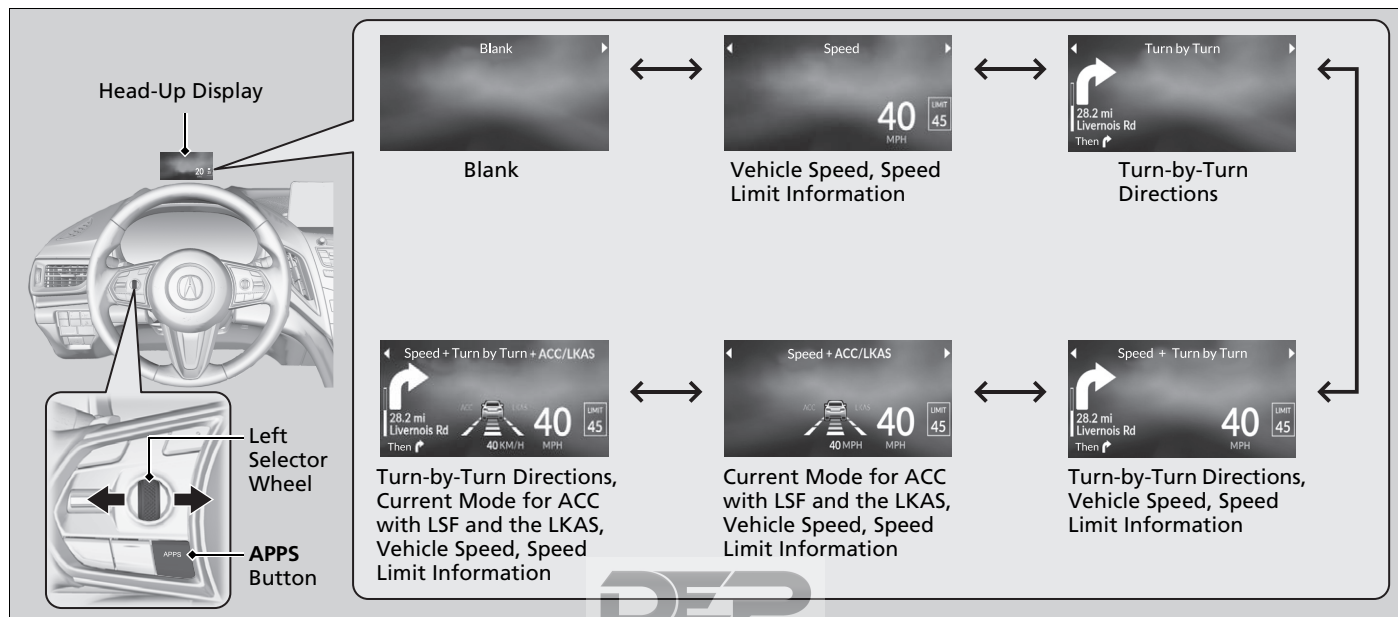 Head-Up Display
20
Blank
Blank
Speed
40
MPH
LIMIT
45
Vehicle Speed, Speed
Limit Information
Turn by Turn
28.2 mi
Livernois Rd
Then
Turn-by-Turn
Directions
Speed + Turn by Turn + ACC/LKAS
28.2 mi
Livernois Rd
Then
ACC
LKAS
40 KM/H
40
MPH
LIMIT
45
Turn-by-Turn Directions,
Current Mode for ACC
with LSF and the LKAS,
Vehicle Speed, Speed
Limit Information
Speed + ACC/LKAS
ACC
LKAS
40 MPH
40
MPH
LIMIT
45
Current Mode for ACC
with LSF and the LKAS,
Vehicle Speed, Speed
Limit Information
Speed + Turn by Turn
28.2 mi
Livernois Rd
Then
40
MPH
LIMIT
45
Turn-by-Turn Directions,
Vehicle Speed, Speed
Limit Information
Left
Selector
Wheel
APPS
APPS
Button